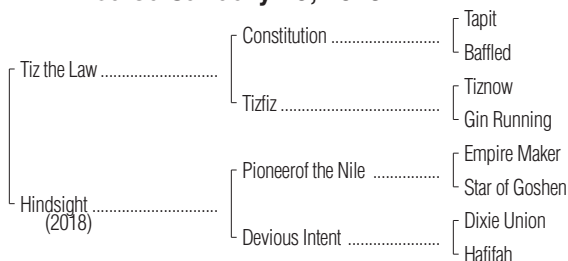 Tapit
Constitution
Baffled
Tiz the Law
Tiznow
Tizfiz
Gin Running
Empire Maker
Pioneerof the Nile
Star of Goshen
Hindsight
(2018)
Dixie Union
Devious Intent
Hafifah